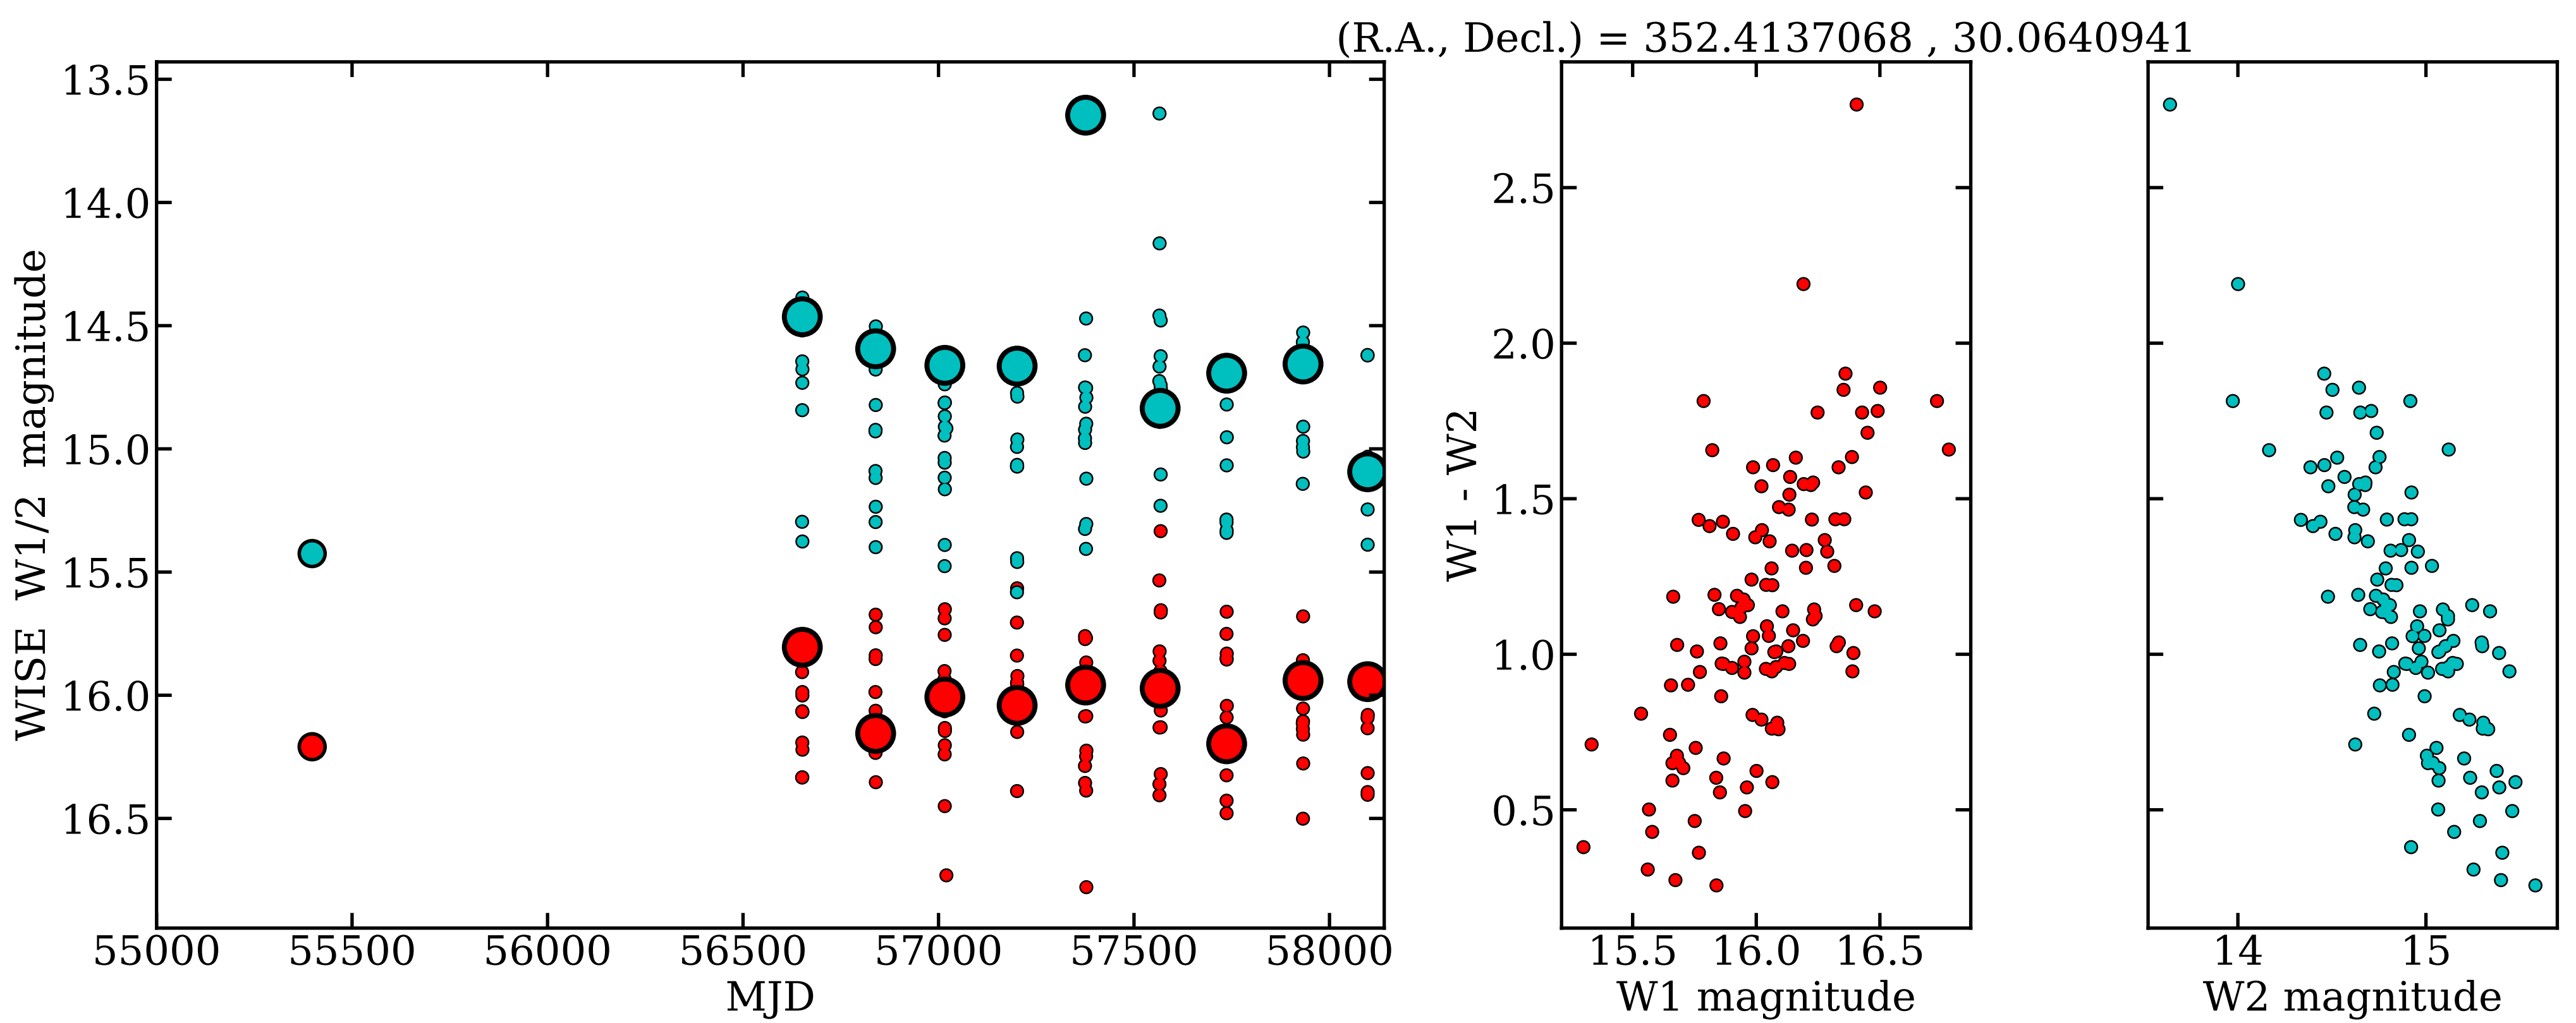 (R.A., Decl.) = 352.4137068 , 30.0640941
WISE W1/2 magnitude
13.5
14.0
14.5
15.0
15.5
16.0
16.5
55000 55500 56000 56500 57000 57500 58000
MJD
W1 - W2
2.5
2.0
1.5
1.0
0.5
15.5 16.0 16.5
W1 magnitude
14 15
W2 magnitude